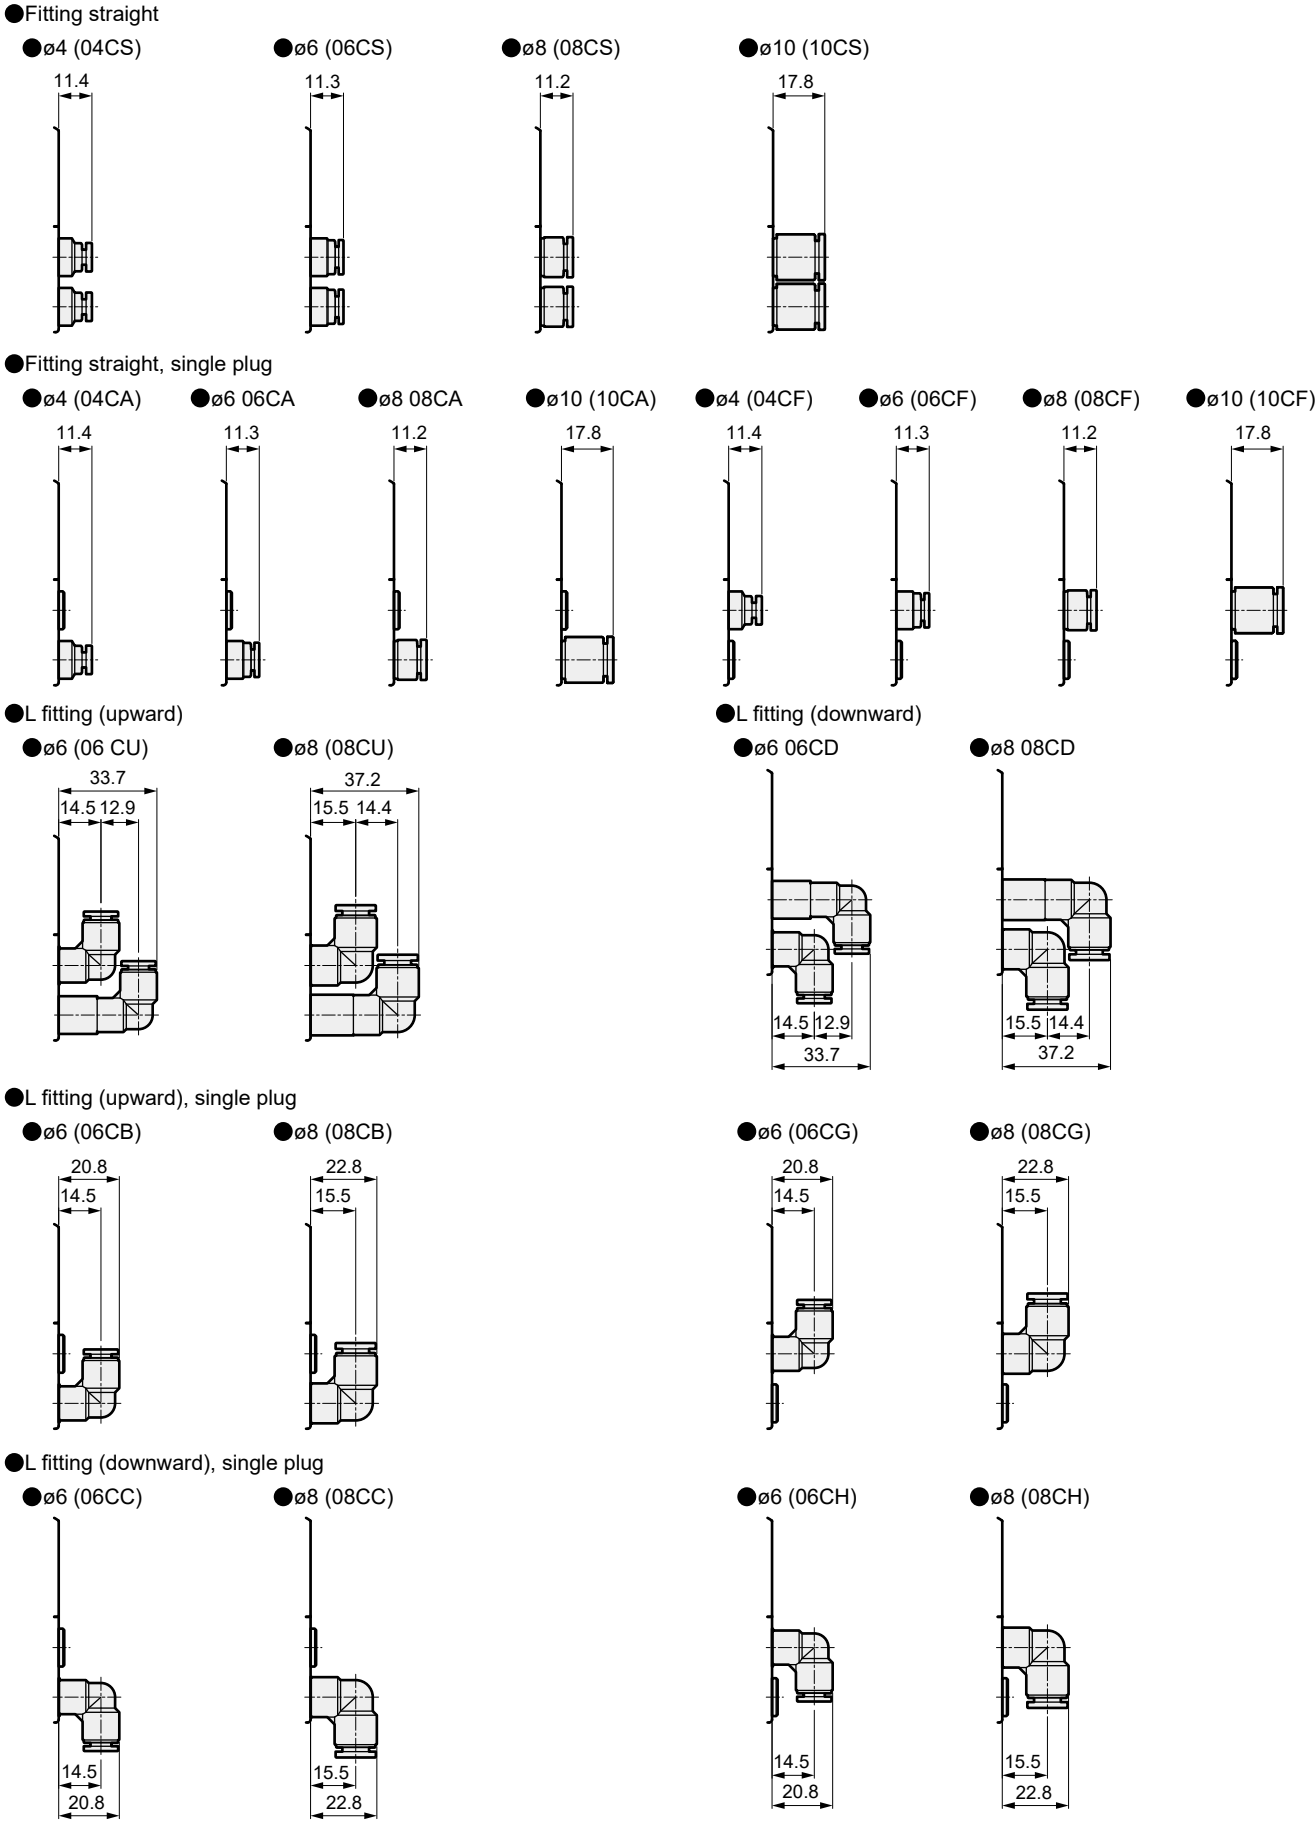 ●Fitting straight
●ø4 (04CS) ●ø6 (06CS) ●ø8 (08CS) ●ø10 (10CS)
11.4 11.3 11.2 17.8
●Fitting straight, single plug
●ø4 (04CA) ●ø6 06CA ●ø8 08CA ●ø10 (10CA) ●ø4 (04CF) ●ø6 (06CF) ●ø8 (08CF) ●ø10 (10CF)
11.4 11.3 11.2 17.8 11.4 11.3 11.2 17.8
●L fitting (upward)
●ø6 (06 CU) ●ø8 (08CU)
33.7 37.2
14.5 12.9 15.5 14.4
●L fitting (downward)
●ø6 06CD ●ø8 08CD
14.5 12.9 15.5 14.4
33.7 37.2
●L fitting (upward), single plug
●ø6 (06CB) ●ø8 (08CB) ●ø6 (06CG) ●ø8 (08CG)
20.8 22.8 20.8 22.8
14.5 15.5 14.5 15.5
●L fitting (downward), single plug
●ø6 (06CC) ●ø8 (08CC) ●ø6 (06CH) ●ø8 (08CH)
14.5 15.5 14.5 15.5
20.8 22.8 20.8 22.8